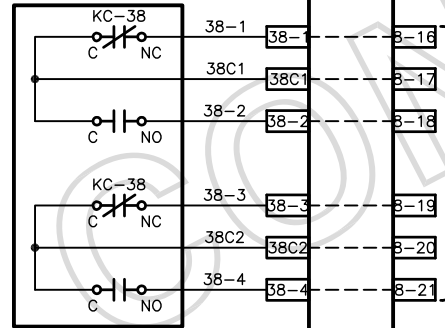 KC-38
C NC 38-1 38-1 8-16
38C1 38C1 8-17
C NO 38-2 38-2 8-18
KC-38
C NC 38-3 38-3 8-19
38C2 38C2 8-20
C NO 38-4 38-4 8-21
CON